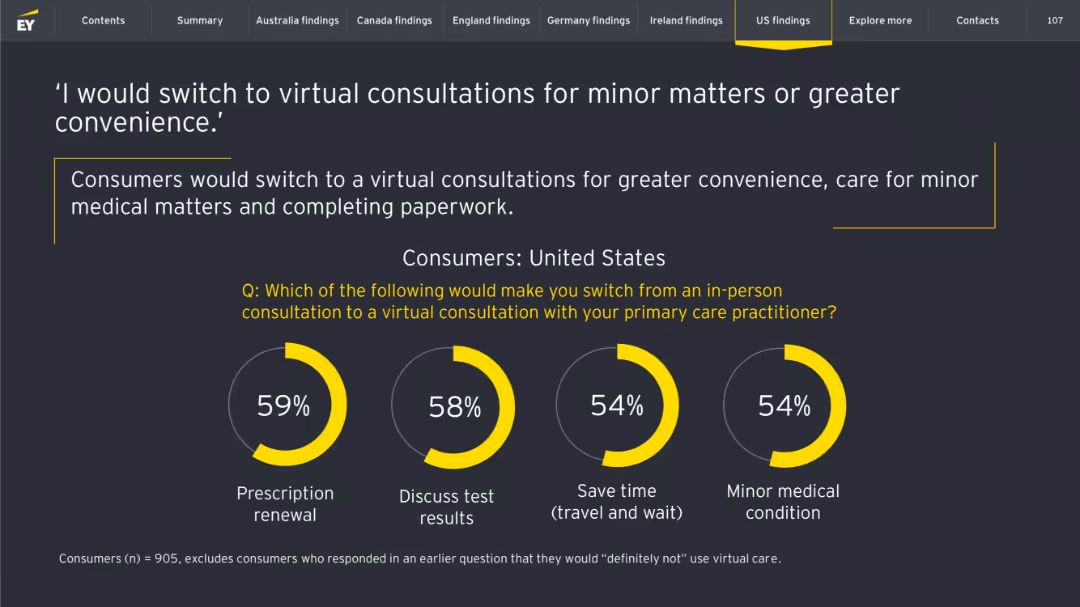 EY
Contents
Summary
Australia findings
Canada findings
England findings
Germany findings
Ireland findings
US findings
Explore more
Contacts
107
‘I would switch to virtual consultations for minor matters or greater
convenience.’
Consumers would switch to a virtual consultations for greater convenience, care for minor
medical matters and completing paperwork.
Consumers: United States
Q: Which of the following would make you switch from an in-person
consultation to a virtual consultation with your primary care practitioner?
59%
58%
54%
54%
Prescription
renewal
Discuss test
results
Save time
(travel and wait)
Minor medical
condition
Consumers (n) = 905, excludes consumers who responded in an earlier question that they would “definitely not” use virtual care.